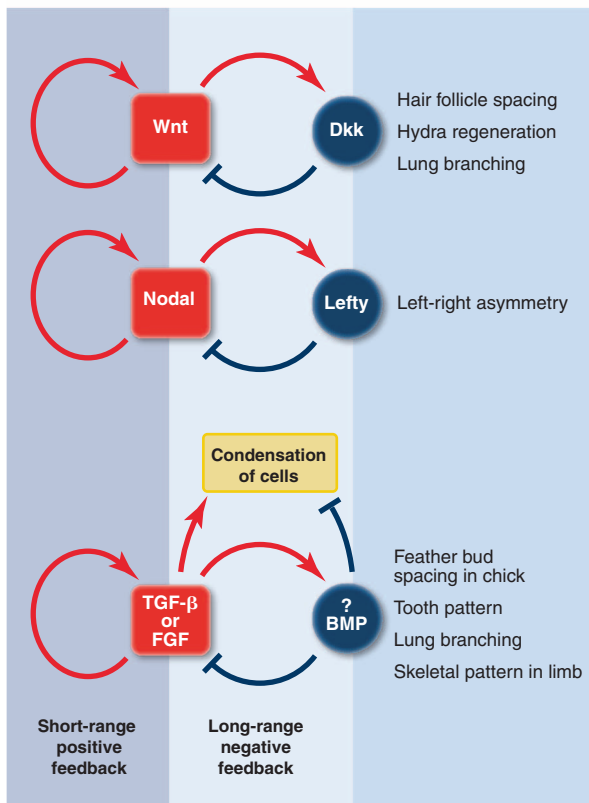 Wnt
Dkk
Hair follicle spacing
Hydra regeneration
Lung branching
Nodal
Lefty
Left-right asymmetry
Condensation
of cells
TGF-β
or
FGF
?
BMP
Feather bud
spacing in chick
Tooth pattern
Lung branching
Skeletal pattern in limb
Short-range
positive
feedback
Long-range
negative
feedback